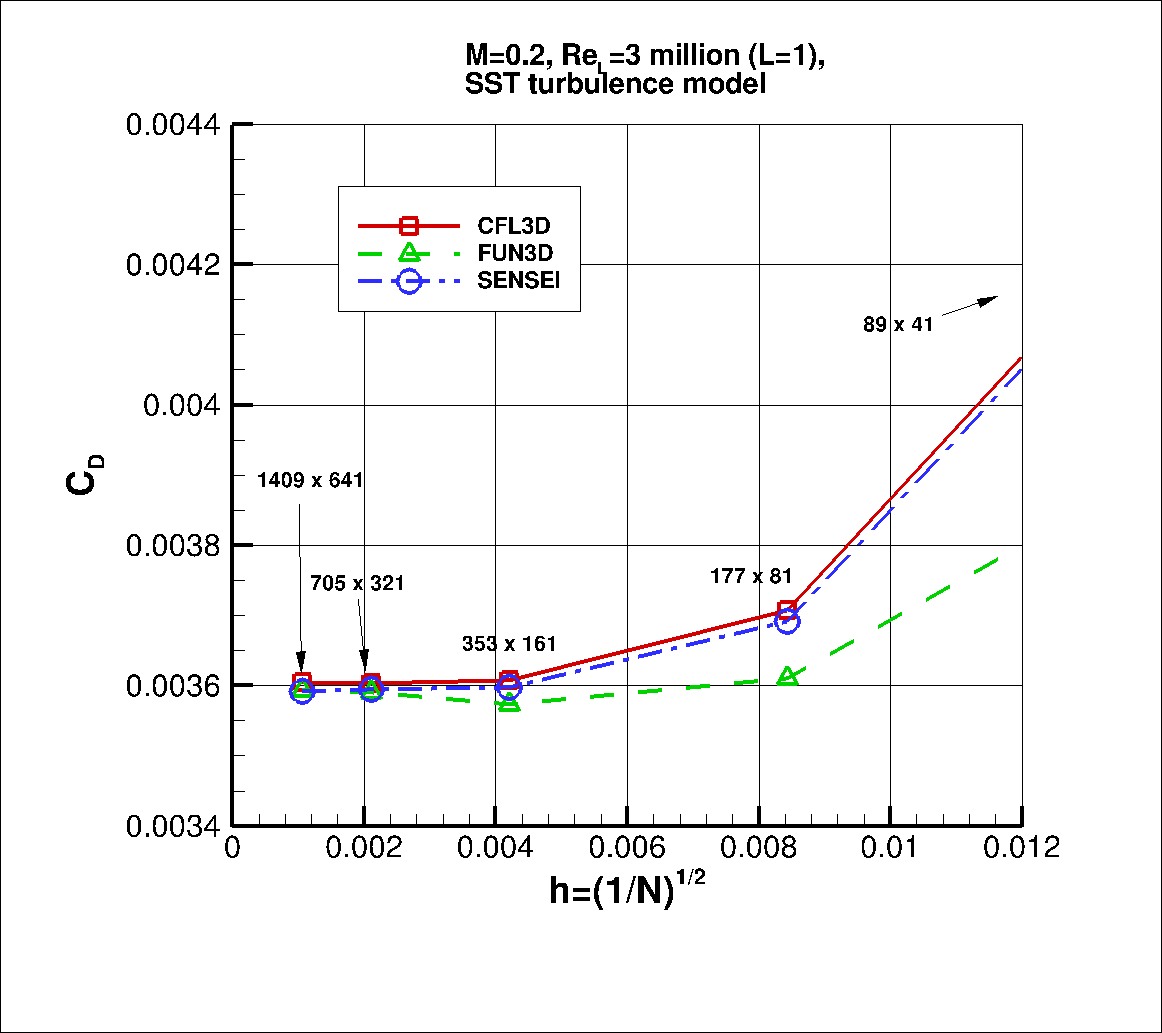 M=0.2, Re_L=3 million (L=1),
SST turbulence model
0.0044
CFL3D
FUN3D
0.0042
SENSEI
89 x 41
0.004
C_D
1409 x 641
0.0038
705 x 321
177 x 81
353 x 161
0.0036
0.0034
0 0.002 0.004 0.006 0.008 0.01 0.012
h=(1/N)^1/2